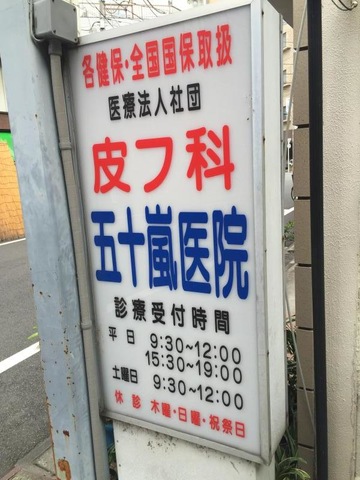 各健保・全国国保取扱
医療法人社団
皮フ科
五十嵐医院
診療受付時間
平日 9:30~12:00
15:30~19:00
土曜日 9:30~12:00
休診 木曜・日曜・祝祭日